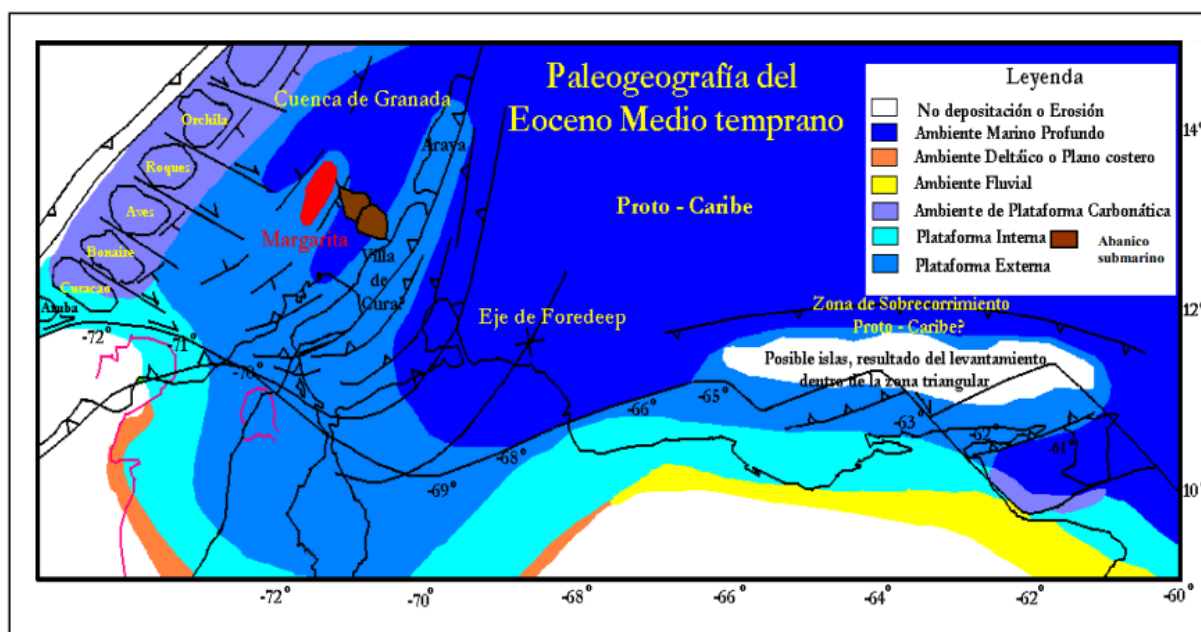 Paleogeografía del
Eoceno Medio temprano
Leyenda
No depositación o Erosión
Ambiente Marino Profundo
Ambiente Deltáico o Plano costero
Ambiente Fluvial
Ambiente de Plataforma Carbonática
Plataforma Interna
Abanico
submarino
Plataforma Externa
Cuenca de Granada
Orchila
Araya
Roques
Aves
Margarita
Proto - Caribe
Bonaire
Villa
de
Cura?
Curacao
Aruba
Eje de Foredeep
Zona de Sobrecorrimiento
Proto - Caribe?
Posible islas, resultado del levantamiento
dentro de la zona triangular
-72°
-71°
-70°
-69°
-68°
-66°
-65°
-63°
-62°
-61°
14°
12°
10°
-72°
-70°
-68°
-66°
-64°
-62°
-60°